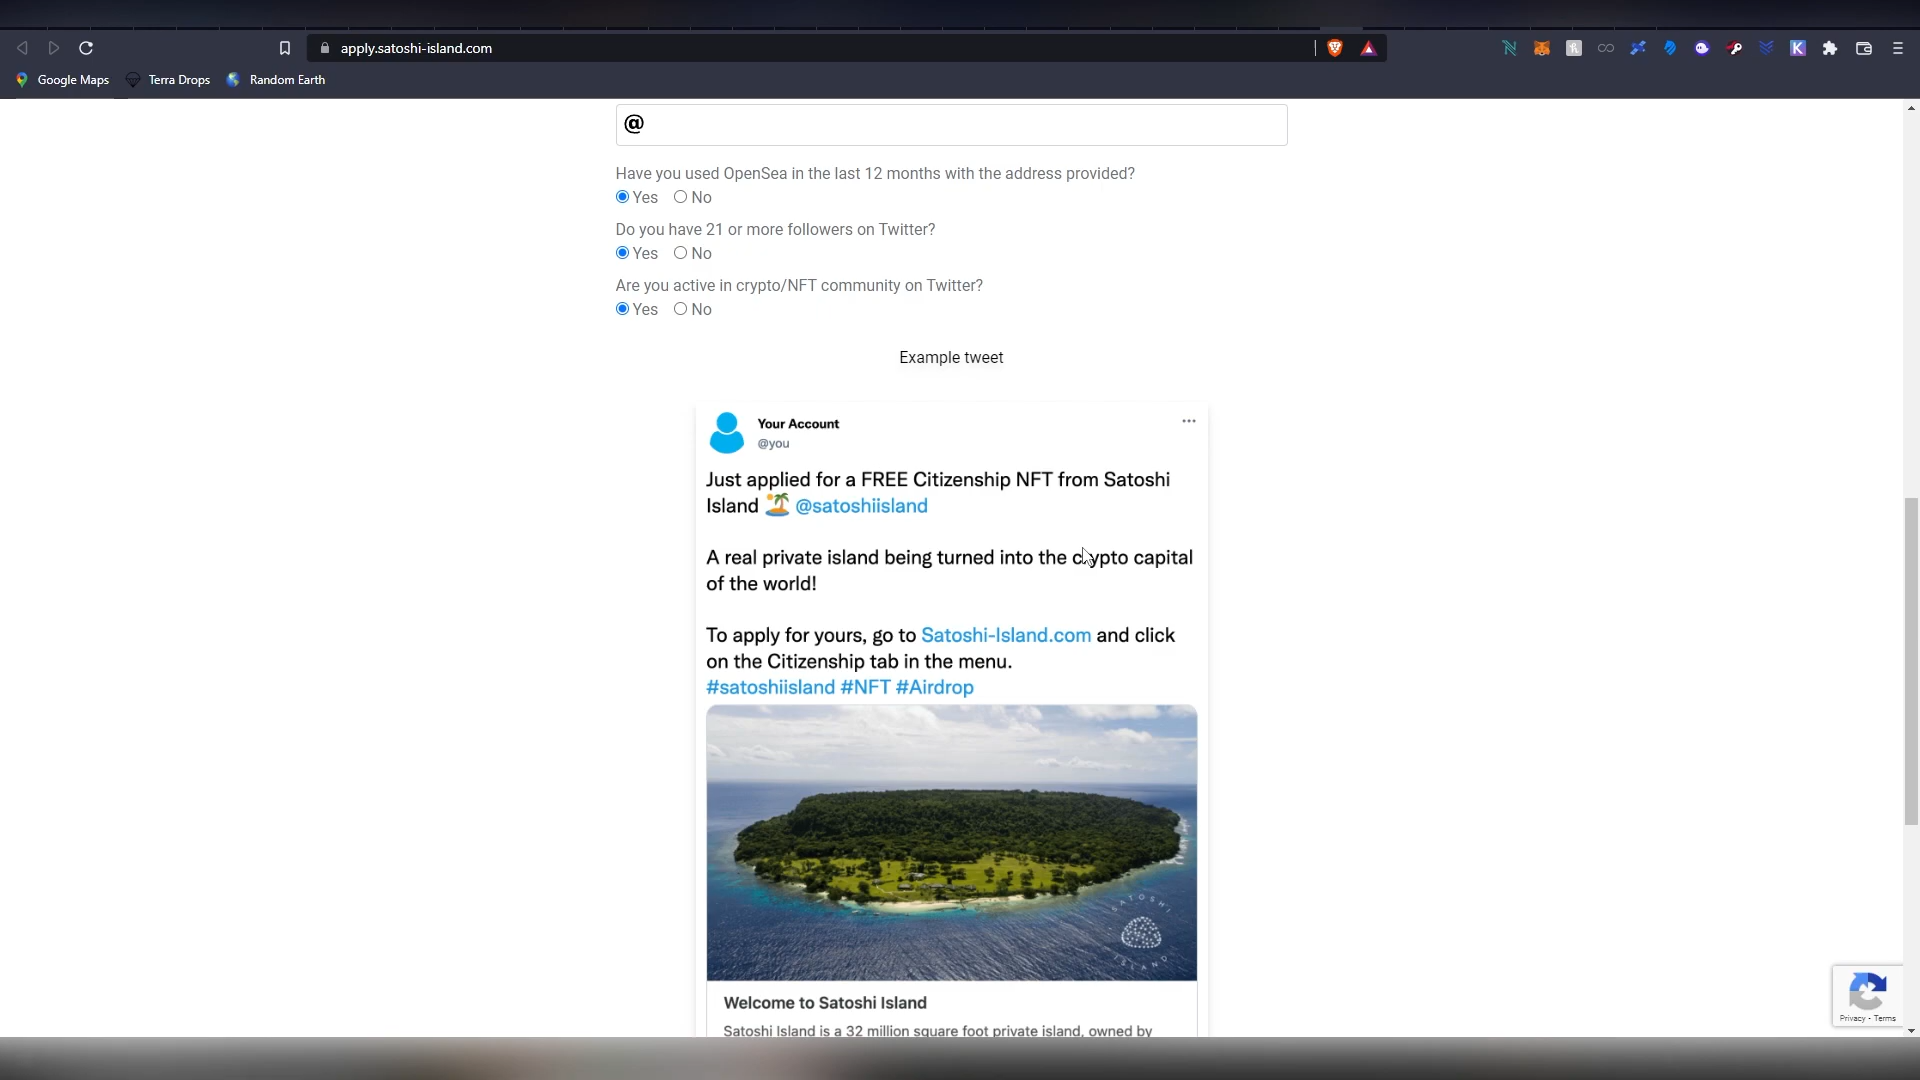 apply.satoshi-island.com
Google Maps
Terra Drops
Random Earth
@
Have you used OpenSea in the last 12 months with the address provided?
Yes No
Do you have 21 or more followers on Twitter?
Yes No
Are you active in crypto/NFT community on Twitter?
Yes No
Example tweet
Your Account
@you
Just applied for a FREE Citizenship NFT from Satoshi
Island 🏝️ @satoshiisland
A real private island being turned into the crypto capital
of the world!
To apply for yours, go to Satoshi-Island.com and click
on the Citizenship tab in the menu.
#satoshiisland #NFT #Airdrop
SATOSHI
ISLAND
Welcome to Satoshi Island
Satoshi Island is a 32 million square foot private island, owned by
Privacy - Terms